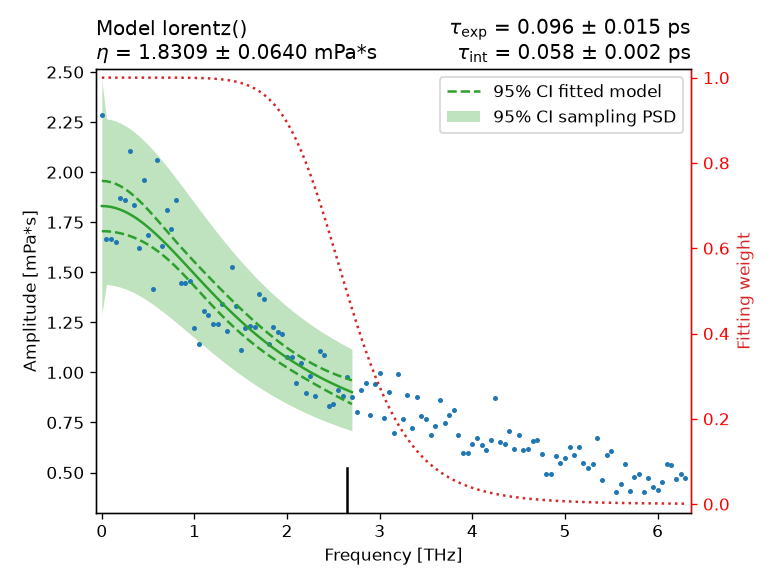 Model lorentz()
η = 1.8309 ± 0.0640 mPa*s
τexp = 0.096 ± 0.015 ps
τint = 0.058 ± 0.002 ps
95% CI fitted model
95% CI sampling PSD
2.50
2.25
2.00
1.75
1.50
1.25
1.00
0.75
0.50
Amplitude [mPa*s]
1.0
0.8
0.6
0.4
0.2
0.0
Fitting weight
0 1 2 3 4 5 6
Frequency [THz]